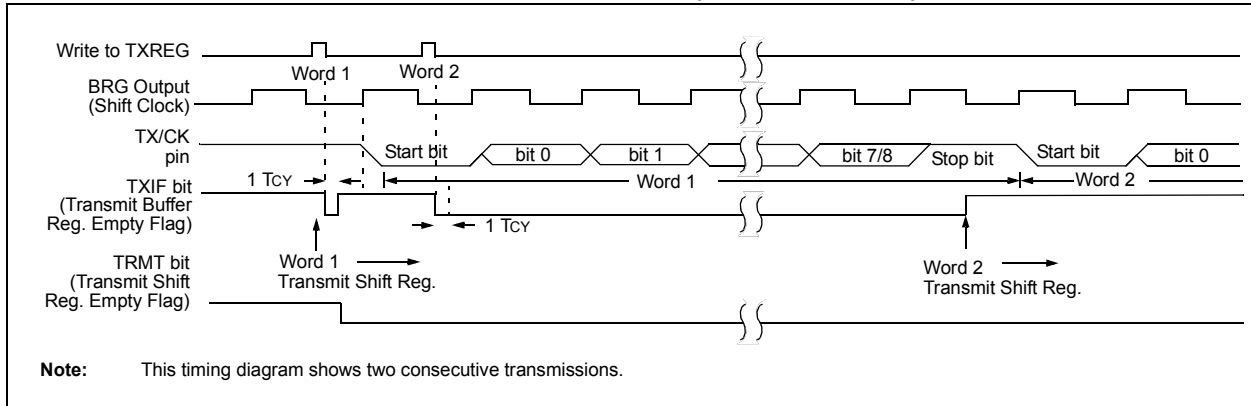 Write to TXREG
Word 1
Word 2
BRG Output
(Shift Clock)
TX/CK
pin
Start bit
bit 0
bit 1
bit 7/8
Stop bit
Start bit
bit 0
1 TCY
Word 1
Word 2
TXIF bit
(Transmit Buffer
Reg. Empty Flag)
1 TCY
Word 1
Transmit Shift Reg.
Word 2
Transmit Shift Reg.
TRMT bit
(Transmit Shift
Reg. Empty Flag)
Note: This timing diagram shows two consecutive transmissions.